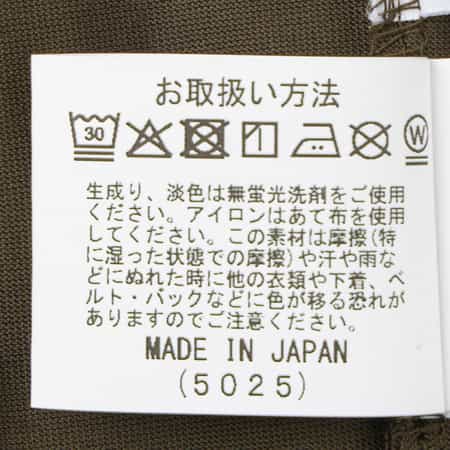 お取扱い方法
30 W
生成り、淡色は無蛍光洗剤をご使用
ください。アイロンはあて布を使用
してください。この素材は摩擦(特
に湿った状態での摩擦)や汗や雨な
どにぬれた時に他の衣類や下着、ベ
ルト・バックなどに色が移る恐れが
ありますのでご注意ください。
MADE IN JAPAN
(5025)